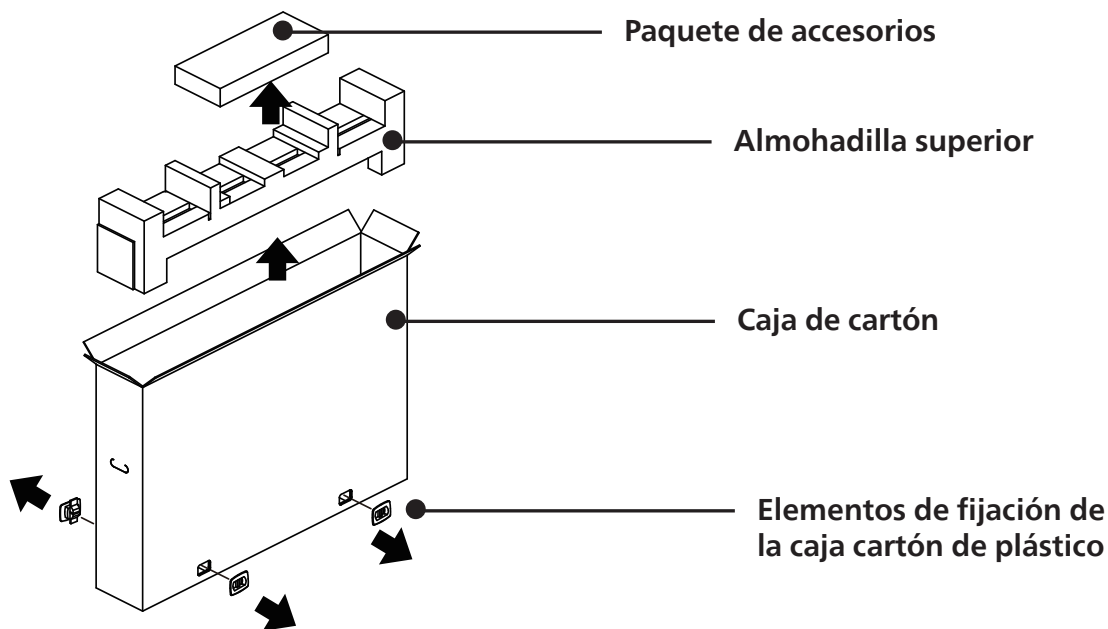 Paquete de accesorios
Almohadilla superior
Caja de cartón
Elementos de fijación de
la caja cartón de plástico